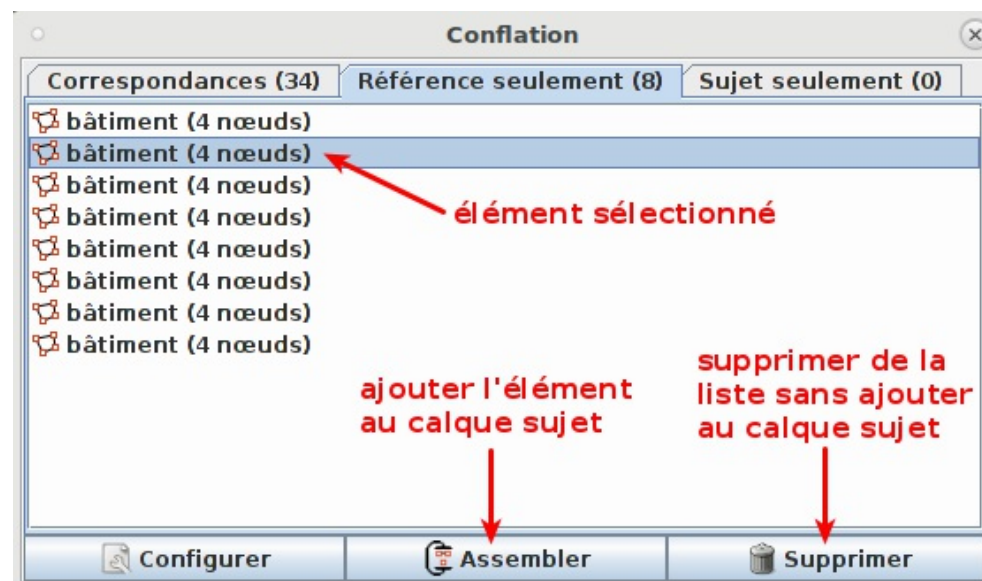 Conflation
Correspondances (34) Référence seulement (8) Sujet seulement (0)
bâtiment (4 nœuds)
bâtiment (4 nœuds)
bâtiment (4 nœuds)
bâtiment (4 nœuds)
bâtiment (4 nœuds)
bâtiment (4 nœuds)
bâtiment (4 nœuds)
bâtiment (4 nœuds)
élément sélectionné
ajouter l'élément
au calque sujet
supprimer de la
liste sans ajouter
au calque sujet
Configurer Assembler Supprimer